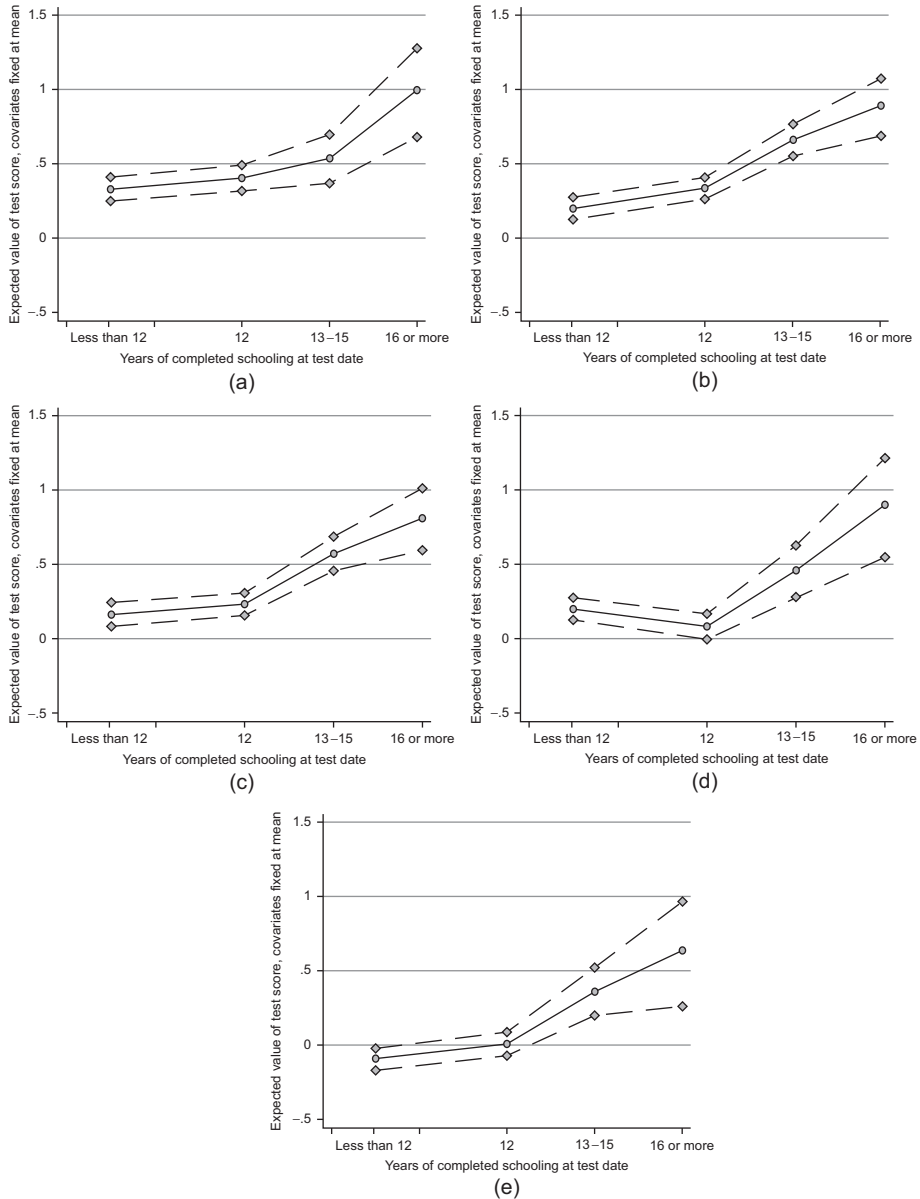 Expected value of test score, covariates fixed at mean
1.5
1
.5
0
−.5
Less than 12
12
13−15
16 or more
Years of completed schooling at test date
(a)
Expected value of test score, covariates fixed at mean
1.5
1
.5
0
−.5
Less than 12
12
13−15
16 or more
Years of completed schooling at test date
(b)
Expected value of test score, covariates fixed at mean
1.5
1
.5
0
−.5
Less than 12
12
13−15
16 or more
Years of completed schooling at test date
(c)
Expected value of test score, covariates fixed at mean
1.5
1
.5
0
−.5
Less than 12
12
13−15
16 or more
Years of completed schooling at test date
(d)
Expected value of test score, covariates fixed at mean
1.5
1
.5
0
−.5
Less than 12
12
13−15
16 or more
Years of completed schooling at test date
(e)